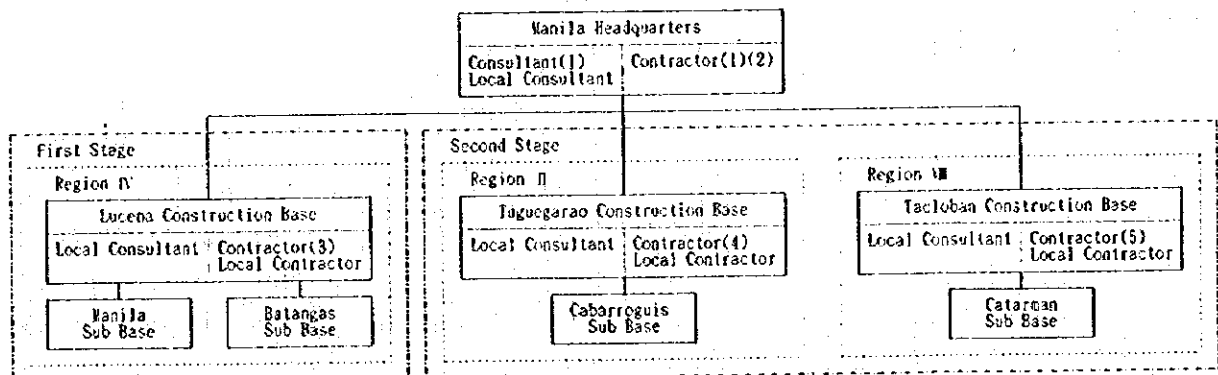 Manila Headquarters
Consultant(1) Contractor(1)(2)
Local Consultant
First Stage
Second Stage
Region IV
Region II
Region VIII
Lucena Construction Base
Tuguegarao Construction Base
Tacloban Construction Base
Local Consultant Contractor(3)
Local Contractor
Local Consultant Contractor(4)
Local Contractor
Local Consultant Contractor(5)
Local Contractor
Manila
Sub Base
Batangas
Sub Base
Cabarroguis
Sub Base
Catarman
Sub Base